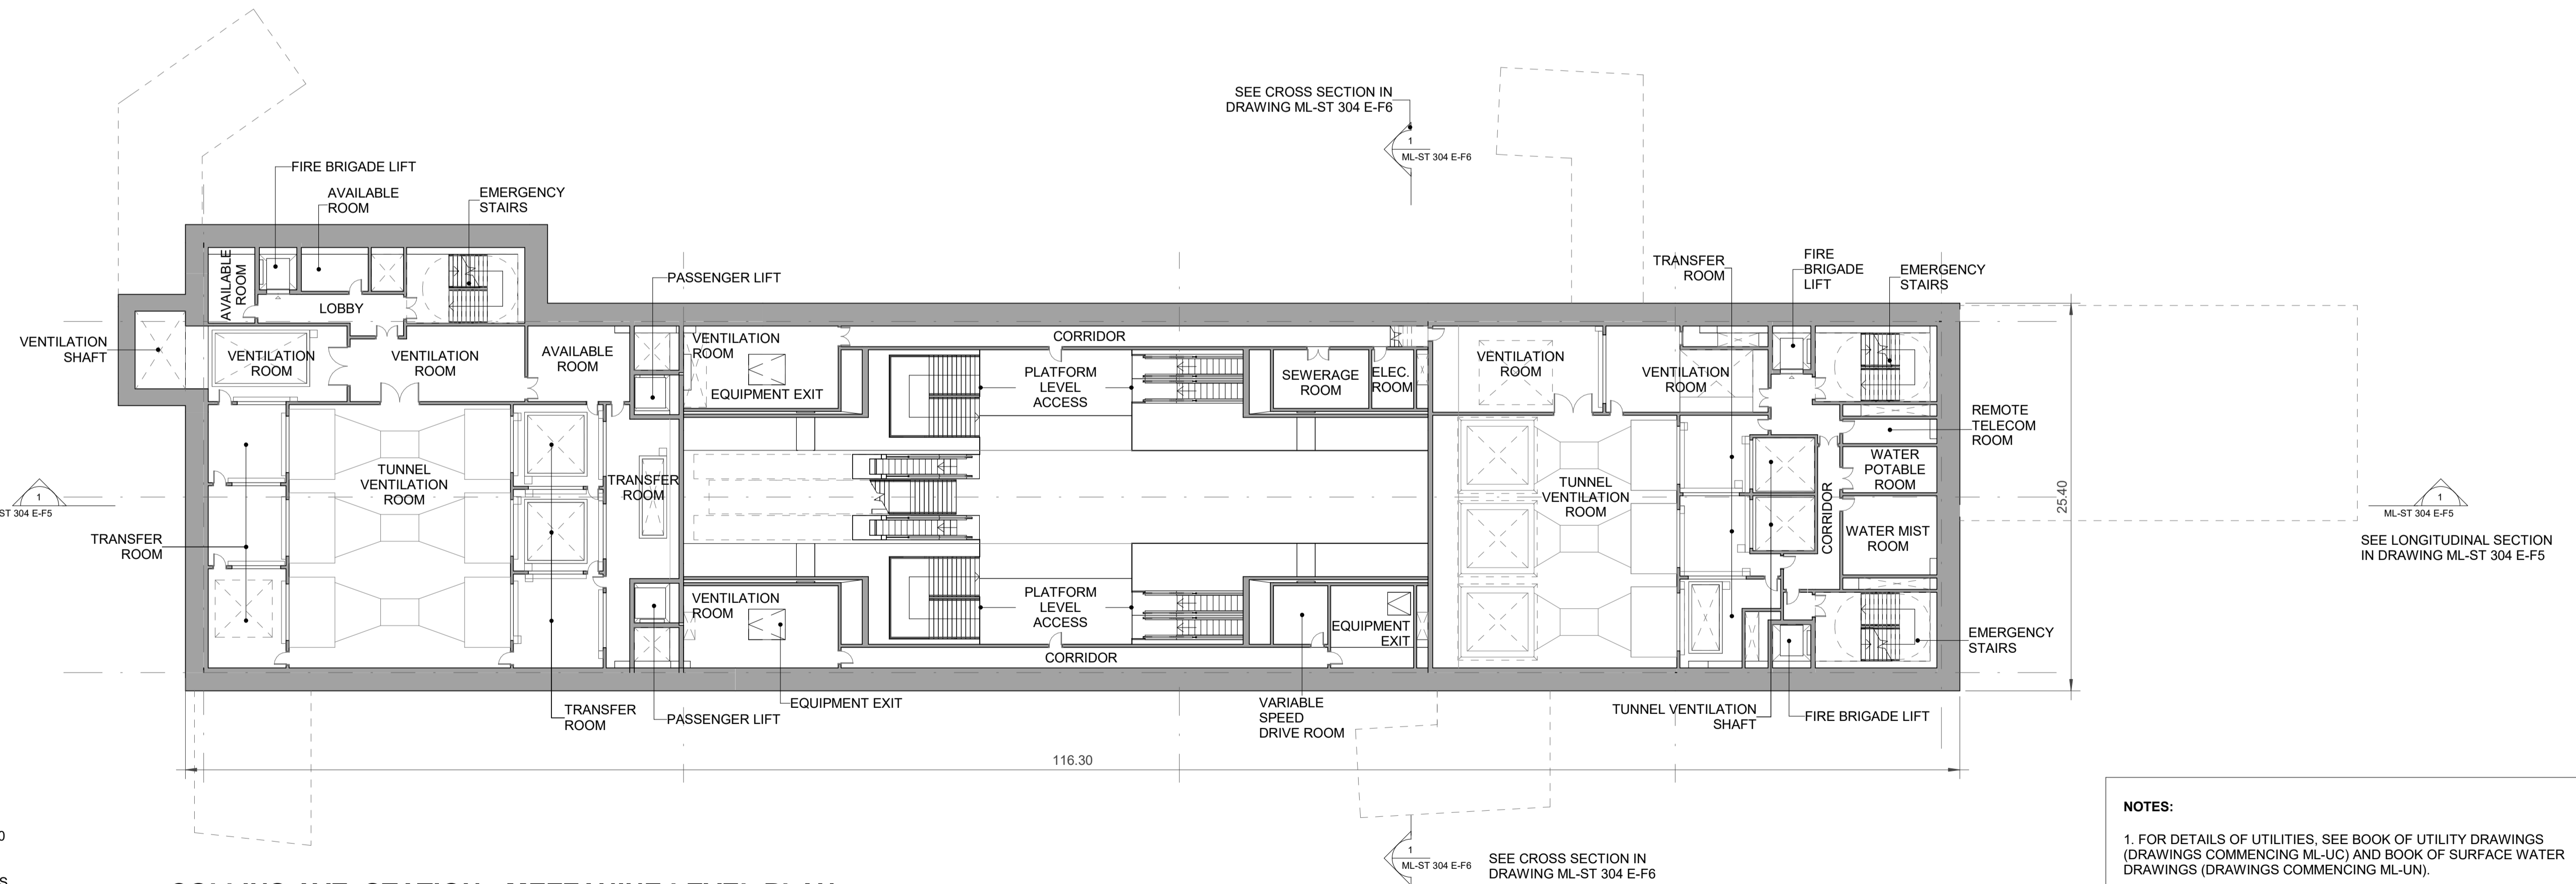 SEE CROSS SECTION IN
DRAWING ML-ST 304 E-F6
1
ML-ST 304 E-F6
FIRE BRIGADE LIFT
AVAILABLE
ROOM
EMERGENCY
STAIRS
AVAILABLE
ROOM
LOBBY
PASSENGER LIFT
TRANSFER
ROOM
FIRE
BRIGADE
LIFT
EMERGENCY
STAIRS
VENTILATION
SHAFT
VENTILATION
ROOM
VENTILATION
ROOM
AVAILABLE
ROOM
VENTILATION
ROOM
EQUIPMENT EXIT
CORRIDOR
PLATFORM
LEVEL
ACCESS
SEWERAGE
ROOM
ELEC.
ROOM
VENTILATION
ROOM
VENTILATION
ROOM
REMOTE
TELECOM
ROOM
WATER
POTABLE
ROOM
TUNNEL
VENTILATION
ROOM
TRANSFER
ROOM
TUNNEL
VENTILATION
ROOM
CORRIDOR
WATER MIST
ROOM
25.40
1
ST 304 E-F5
1
ML-ST 304 E-F5
SEE LONGITUDINAL SECTION
IN DRAWING ML-ST 304 E-F5
TRANSFER
ROOM
VENTILATION
ROOM
PLATFORM
LEVEL
ACCESS
EQUIPMENT
EXIT
EMERGENCY
STAIRS
CORRIDOR
TRANSFER
ROOM
PASSENGER LIFT
EQUIPMENT EXIT
VARIABLE
SPEED
DRIVE ROOM
TUNNEL VENTILATION
SHAFT
FIRE BRIGADE LIFT
116.30
NOTES:
1. FOR DETAILS OF UTILITIES, SEE BOOK OF UTILITY DRAWINGS
(DRAWINGS COMMENCING ML-UC) AND BOOK OF SURFACE WATER
DRAWINGS (DRAWINGS COMMENCING ML-UN).
1
ML-ST 304 E-F6
SEE CROSS SECTION IN
DRAWING ML-ST 304 E-F6
0
S
COLLINS AVE. STATION - MEZZANINE LEVEL PLAN